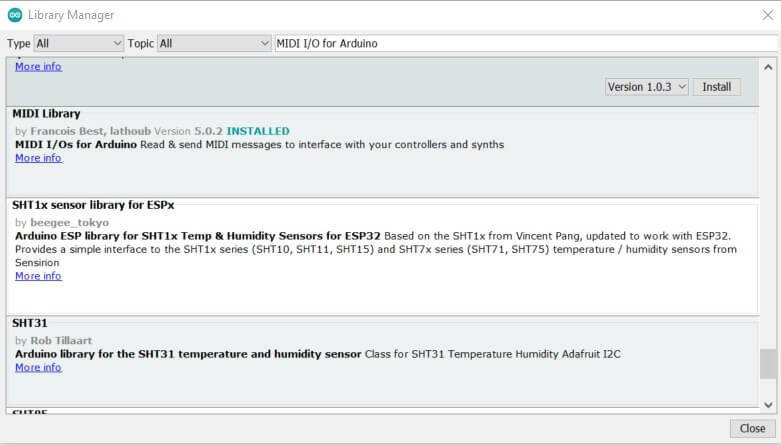 Library Manager
Type All Topic All MIDI I/O for Arduino
More info
Version 1.0.3 Install
MIDI Library
by Francois Best, lathoub Version 5.0.2 INSTALLED
MIDI I/Os for Arduino Read & send MIDI messages to interface with your controllers and synths
More info
SHT1x sensor library for ESPx
by beegee_tokyo
Arduino ESP library for SHT1x Temp & Humidity Sensors for ESP32 Based on the SHT1x from Vincent Pang, updated to work with ESP32.
Provides a simple interface to the SHT1x series (SHT10, SHT11, SHT15) and SHT7x series (SHT71, SHT75) temperature / humidity sensors from
Sensirion
More info
SHT31
by Rob Tillaart
Arduino library for the SHT31 temperature and humidity sensor Class for SHT31 Temperature Humidity Adafruit I2C
More info
Close